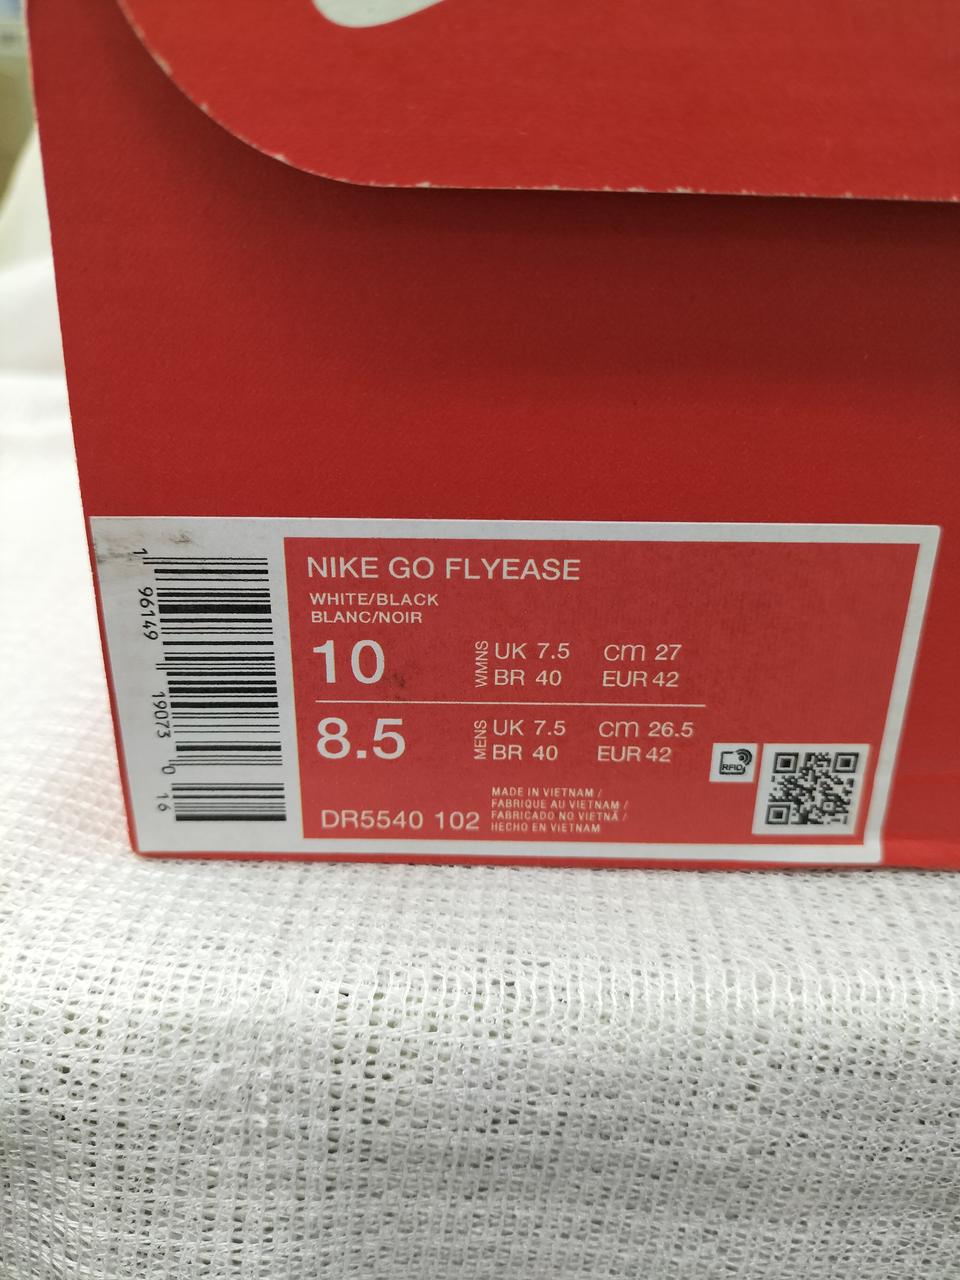 NIKE GO FLYEASE
WHITE/BLACK
BLANC/NOIR
10 WMNS UK 7.5 cm 27
BR 40 EUR 42
8.5 MENS UK 7.5 cm 26.5
BR 40 EUR 42
DR5540 102
MADE IN VIETNAM /
FABRIQUE AU VIETNAM /
FABRICADO NO VIETNÃ /
HECHO EN VIETNAM
RFID
1 96149 19073 0 16